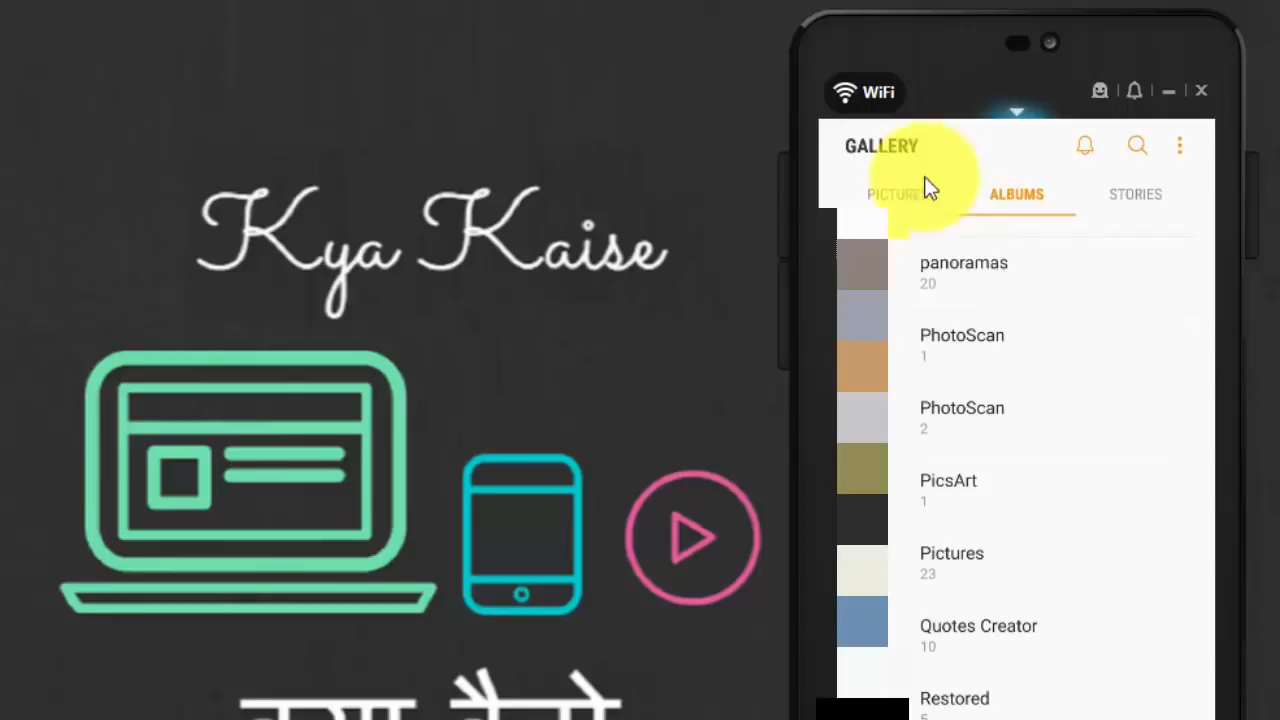 WiFi
GALLERY
ALBUMS
STORIES
Kya Kaise
panoramas
20
PhotoScan
1
PhotoScan
2
PicsArt
1
Pictures
23
Quotes Creator
10
Restored